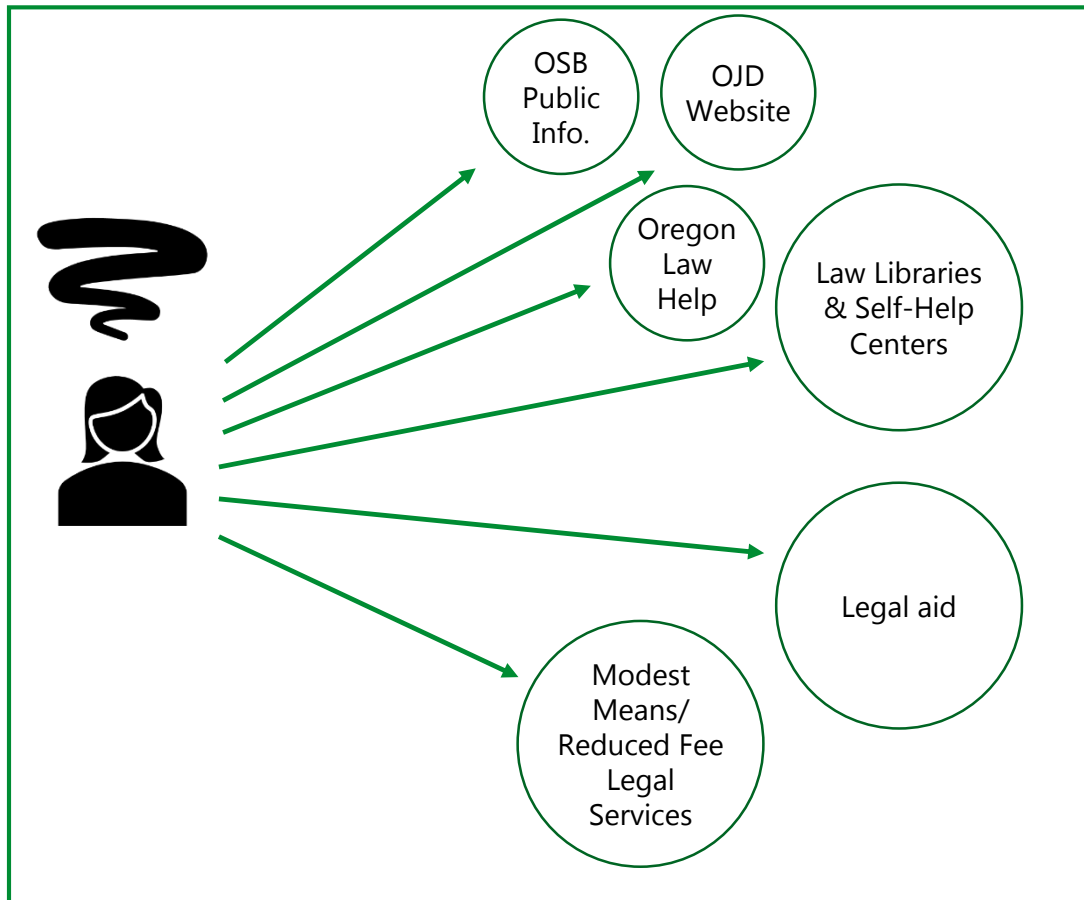 OSB
Public
Info.
OJD
Website
Oregon
Law
Help
Law Libraries
& Self-Help
Centers
Legal aid
Modest
Means/
Reduced Fee
Legal
Services